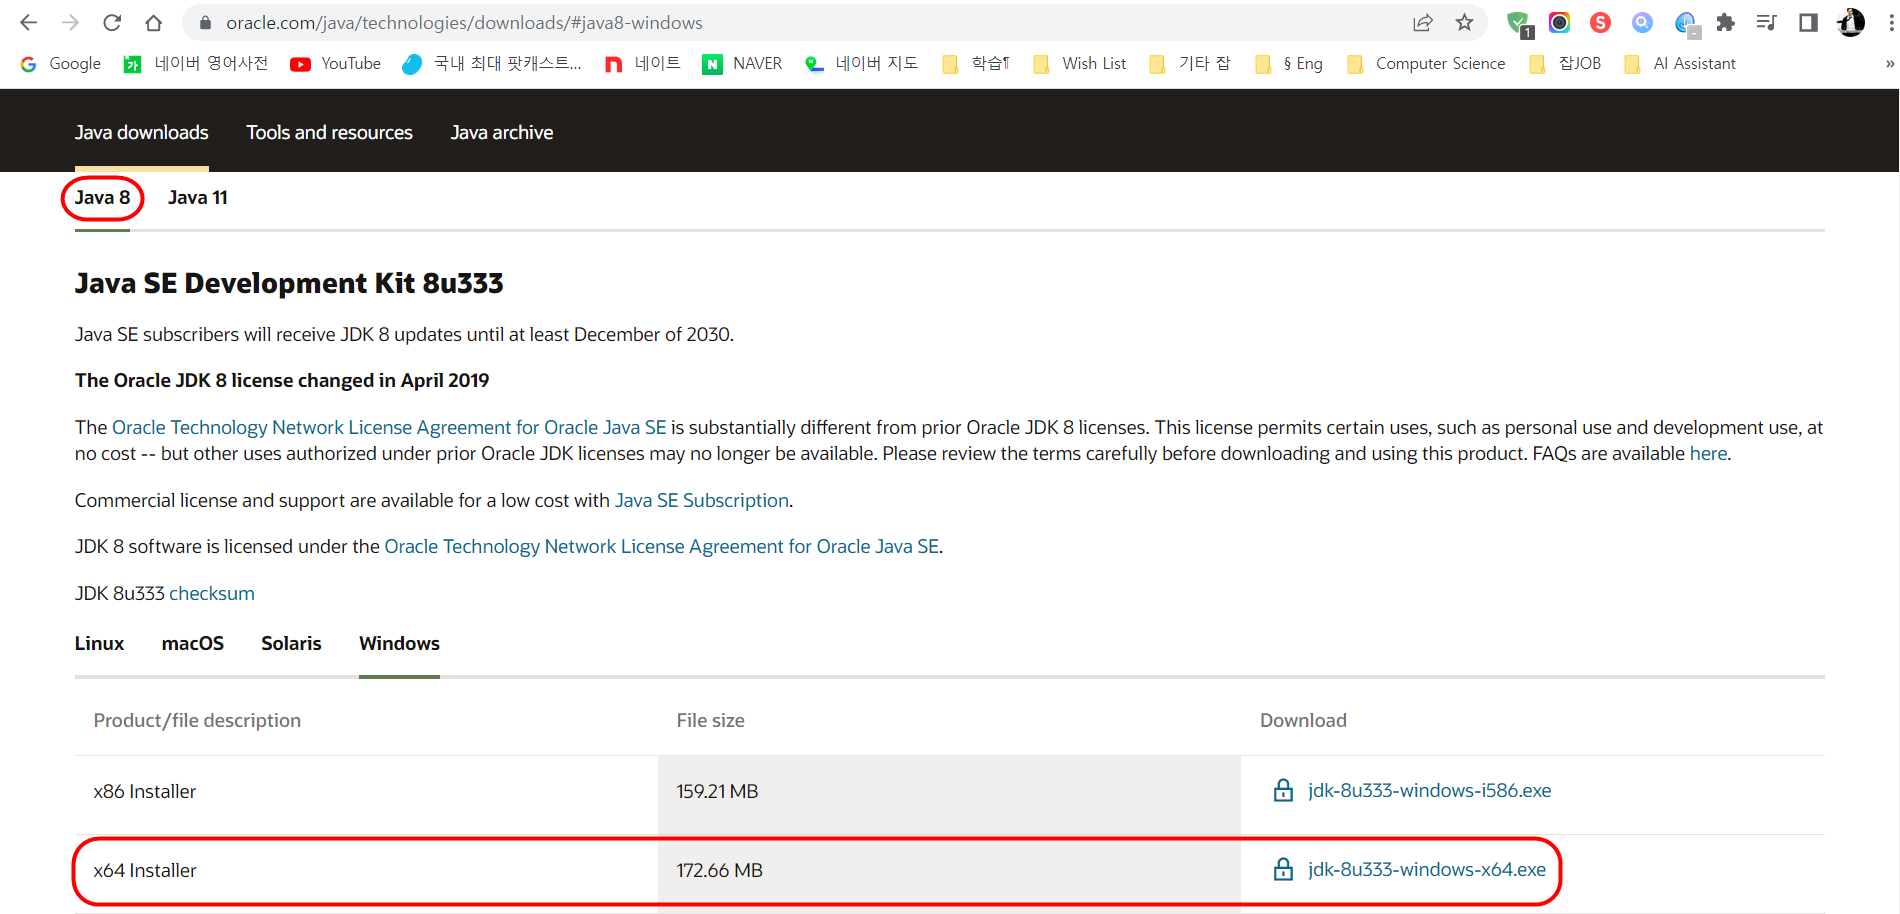 oracle.com/java/technologies/downloads/#java8-windows
1
S
Google 네이버 영어사전 YouTube 국내 최대 팟캐스트... 네이트 NAVER 네이버 지도 학습¶ Wish List 기타 잡 § Eng Computer Science 잡JOB AI Assistant »
Java downloads Tools and resources Java archive
Java 8 Java 11
Java SE Development Kit 8u333
Java SE subscribers will receive JDK 8 updates until at least December of 2030.
The Oracle JDK 8 license changed in April 2019
The Oracle Technology Network License Agreement for Oracle Java SE is substantially different from prior Oracle JDK 8 licenses. This license permits certain uses, such as personal use and development use, at
no cost -- but other uses authorized under prior Oracle JDK licenses may no longer be available. Please review the terms carefully before downloading and using this product. FAQs are available here.
Commercial license and support are available for a low cost with Java SE Subscription.
JDK 8 software is licensed under the Oracle Technology Network License Agreement for Oracle Java SE.
JDK 8u333 checksum
Linux macOS Solaris Windows
Product/file description File size Download
x86 Installer 159.21 MB jdk-8u333-windows-i586.exe
x64 Installer 172.66 MB jdk-8u333-windows-x64.exe